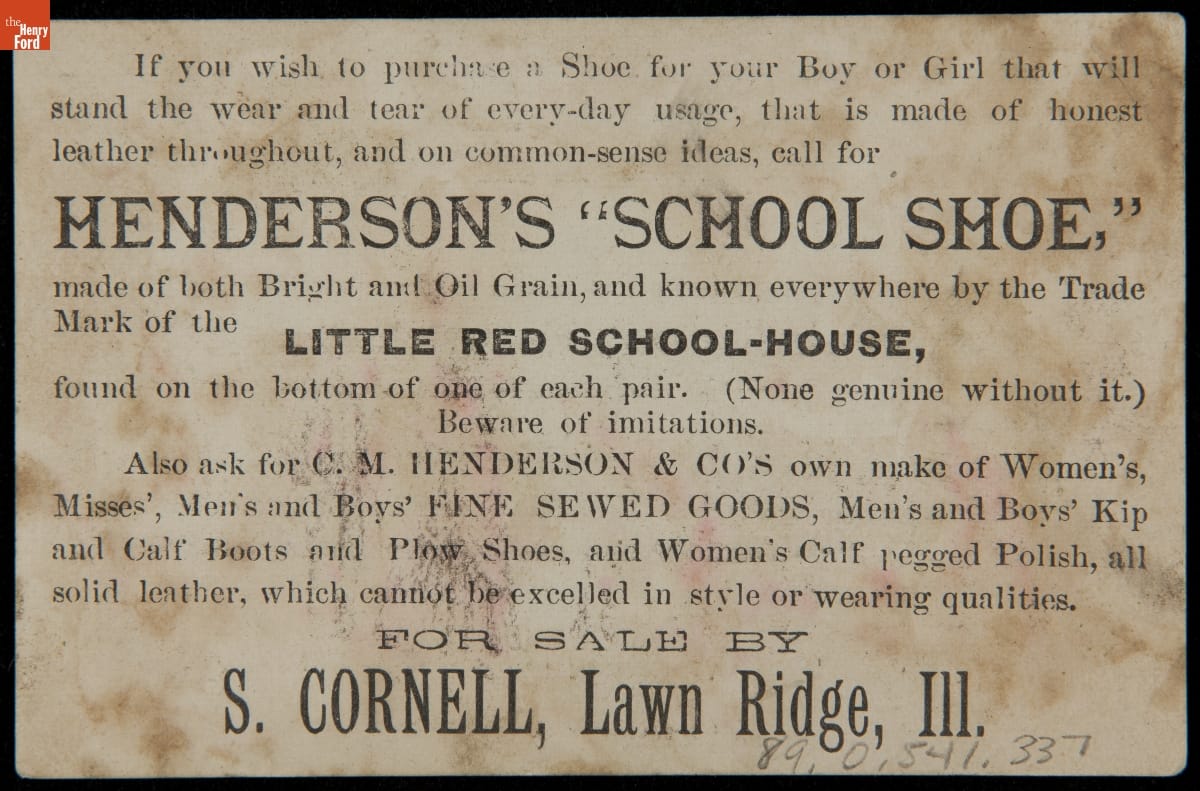 the
Henry
Ford
If you wish to purchase a Shoe for your Boy or Girl that will
stand the wear and tear of every-day usage, that is made of honest
leather throughout, and on common-sense ideas, call for
HENDERSON'S "SCHOOL SHOE,"
made of both Bright and Oil Grain, and known everywhere by the Trade
Mark of the
LITTLE RED SCHOOL-HOUSE,
found on the bottom of one of each pair. (None genuine without it.)
Beware of imitations.
Also ask for C. M. HENDERSON & CO'S own make of Women's,
Misses', Men's and Boys' FINE SEWED GOODS, Men's and Boys' Kip
and Calf Boots and Plow Shoes, and Women's Calf pegged Polish, all
solid leather, which cannot be excelled in style or wearing qualities.
FOR SALE BY
S. CORNELL, Lawn Ridge, Ill.
89.0.541.337